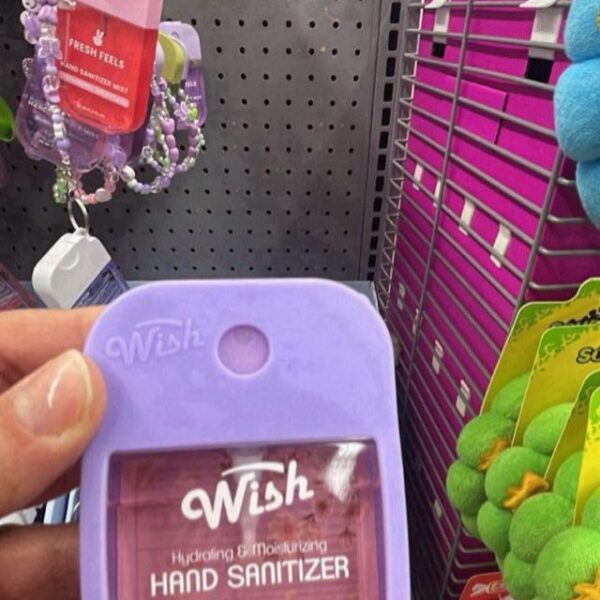 FRESH FEELS
HAND SANITIZER MIST
Wish
Wish
Hydrating & Moisturizing
HAND SANITIZER